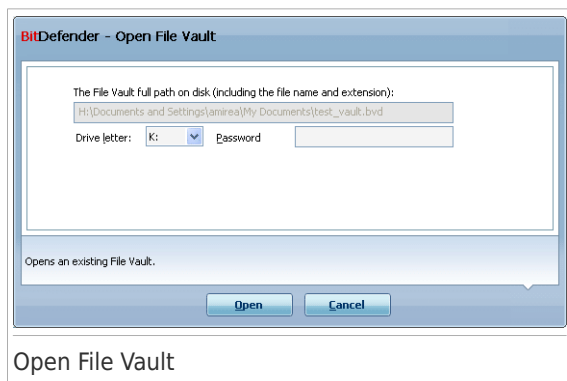 BitDefender - Open File Vault
The File Vault full path on disk (including the file name and extension):
H:\Documents and Settings\amirea\My Documents\test_vault.bvd
Drive letter: K: Password
Opens an existing File Vault.
Open Cancel
Open File Vault